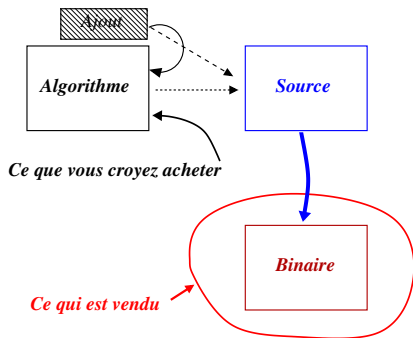 Ajout
Algorithme
Source
Ce que vous croyez acheter
Binaire
Ce qui est vendu